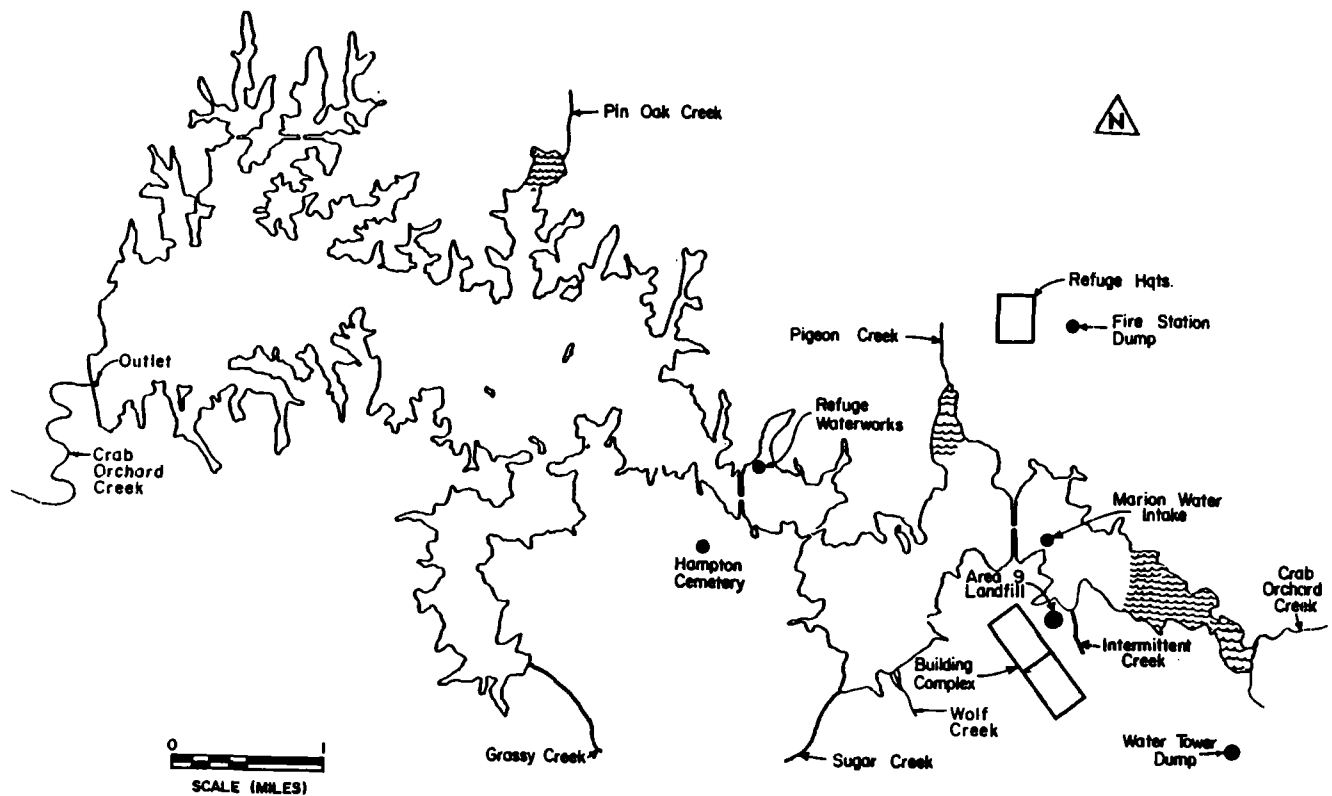 Pin Oak Creek
N
Refuge Hqts.
Fire Station
Dump
Pigeon Creek
Outlet
Refuge
Waterworks
Crab
Orchard
Creek
Marion Water
Intake
Hampton
Cemetery
Area 9
Landfill
Crab
Orchard
Creek
Intermittent
Creek
Building
Complex
Wolf
Creek
Grassy Creek
Sugar Creek
Water Tower
Dump
0 1
SCALE (MILES)